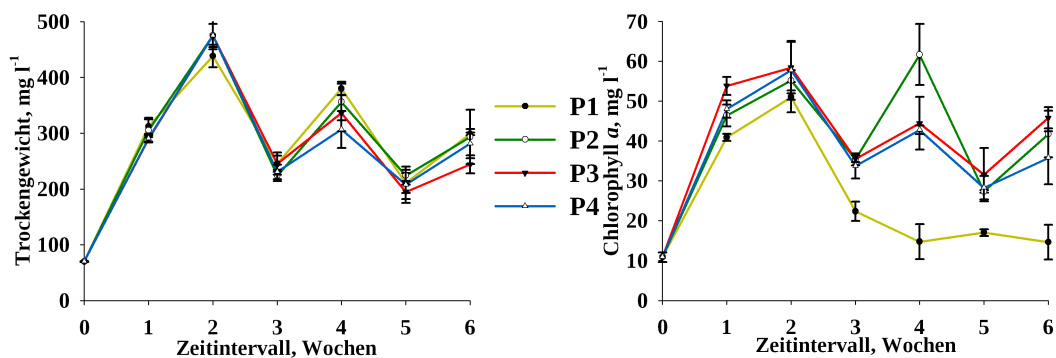 Trockengewicht, mg l-1
500
400
300
200
100
0
0 1 2 3 4 5 6
Zeitintervall, Wochen
P1
P2
P3
P4
Chlorophyll a, mg l-1
70
60
50
40
30
20
10
0
0 1 2 3 4 5 6
Zeitintervall, Wochen